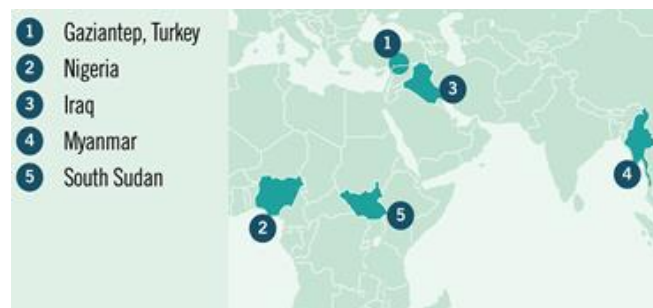 1 Gaziantep, Turkey
2 Nigeria
3 Iraq
4 Myanmar
5 South Sudan
1
3
4
2
5